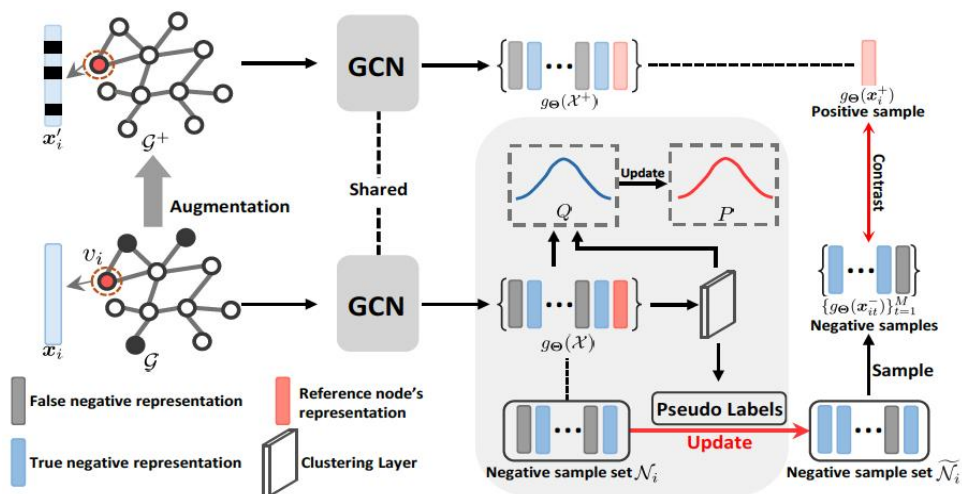 GCN
{ ••• }
g_Θ(𝒳⁺)
g_Θ(x_i⁺)
Positive sample
x'_i
𝒢⁺
Augmentation
Shared
Q
Update
P
Contrast
v_i
x_i
𝒢
GCN
{ ••• }
g_Θ(𝒳)
{ ••• }
{g_Θ(x_{it}^-)}_{t=1}^M
Negative samples
Sample
False negative representation
Reference node's
representation
True negative representation
Clustering Layer
•••
Negative sample set 𝒩_i
Pseudo Labels
Update
•••
Negative sample set 𝒩̃_i